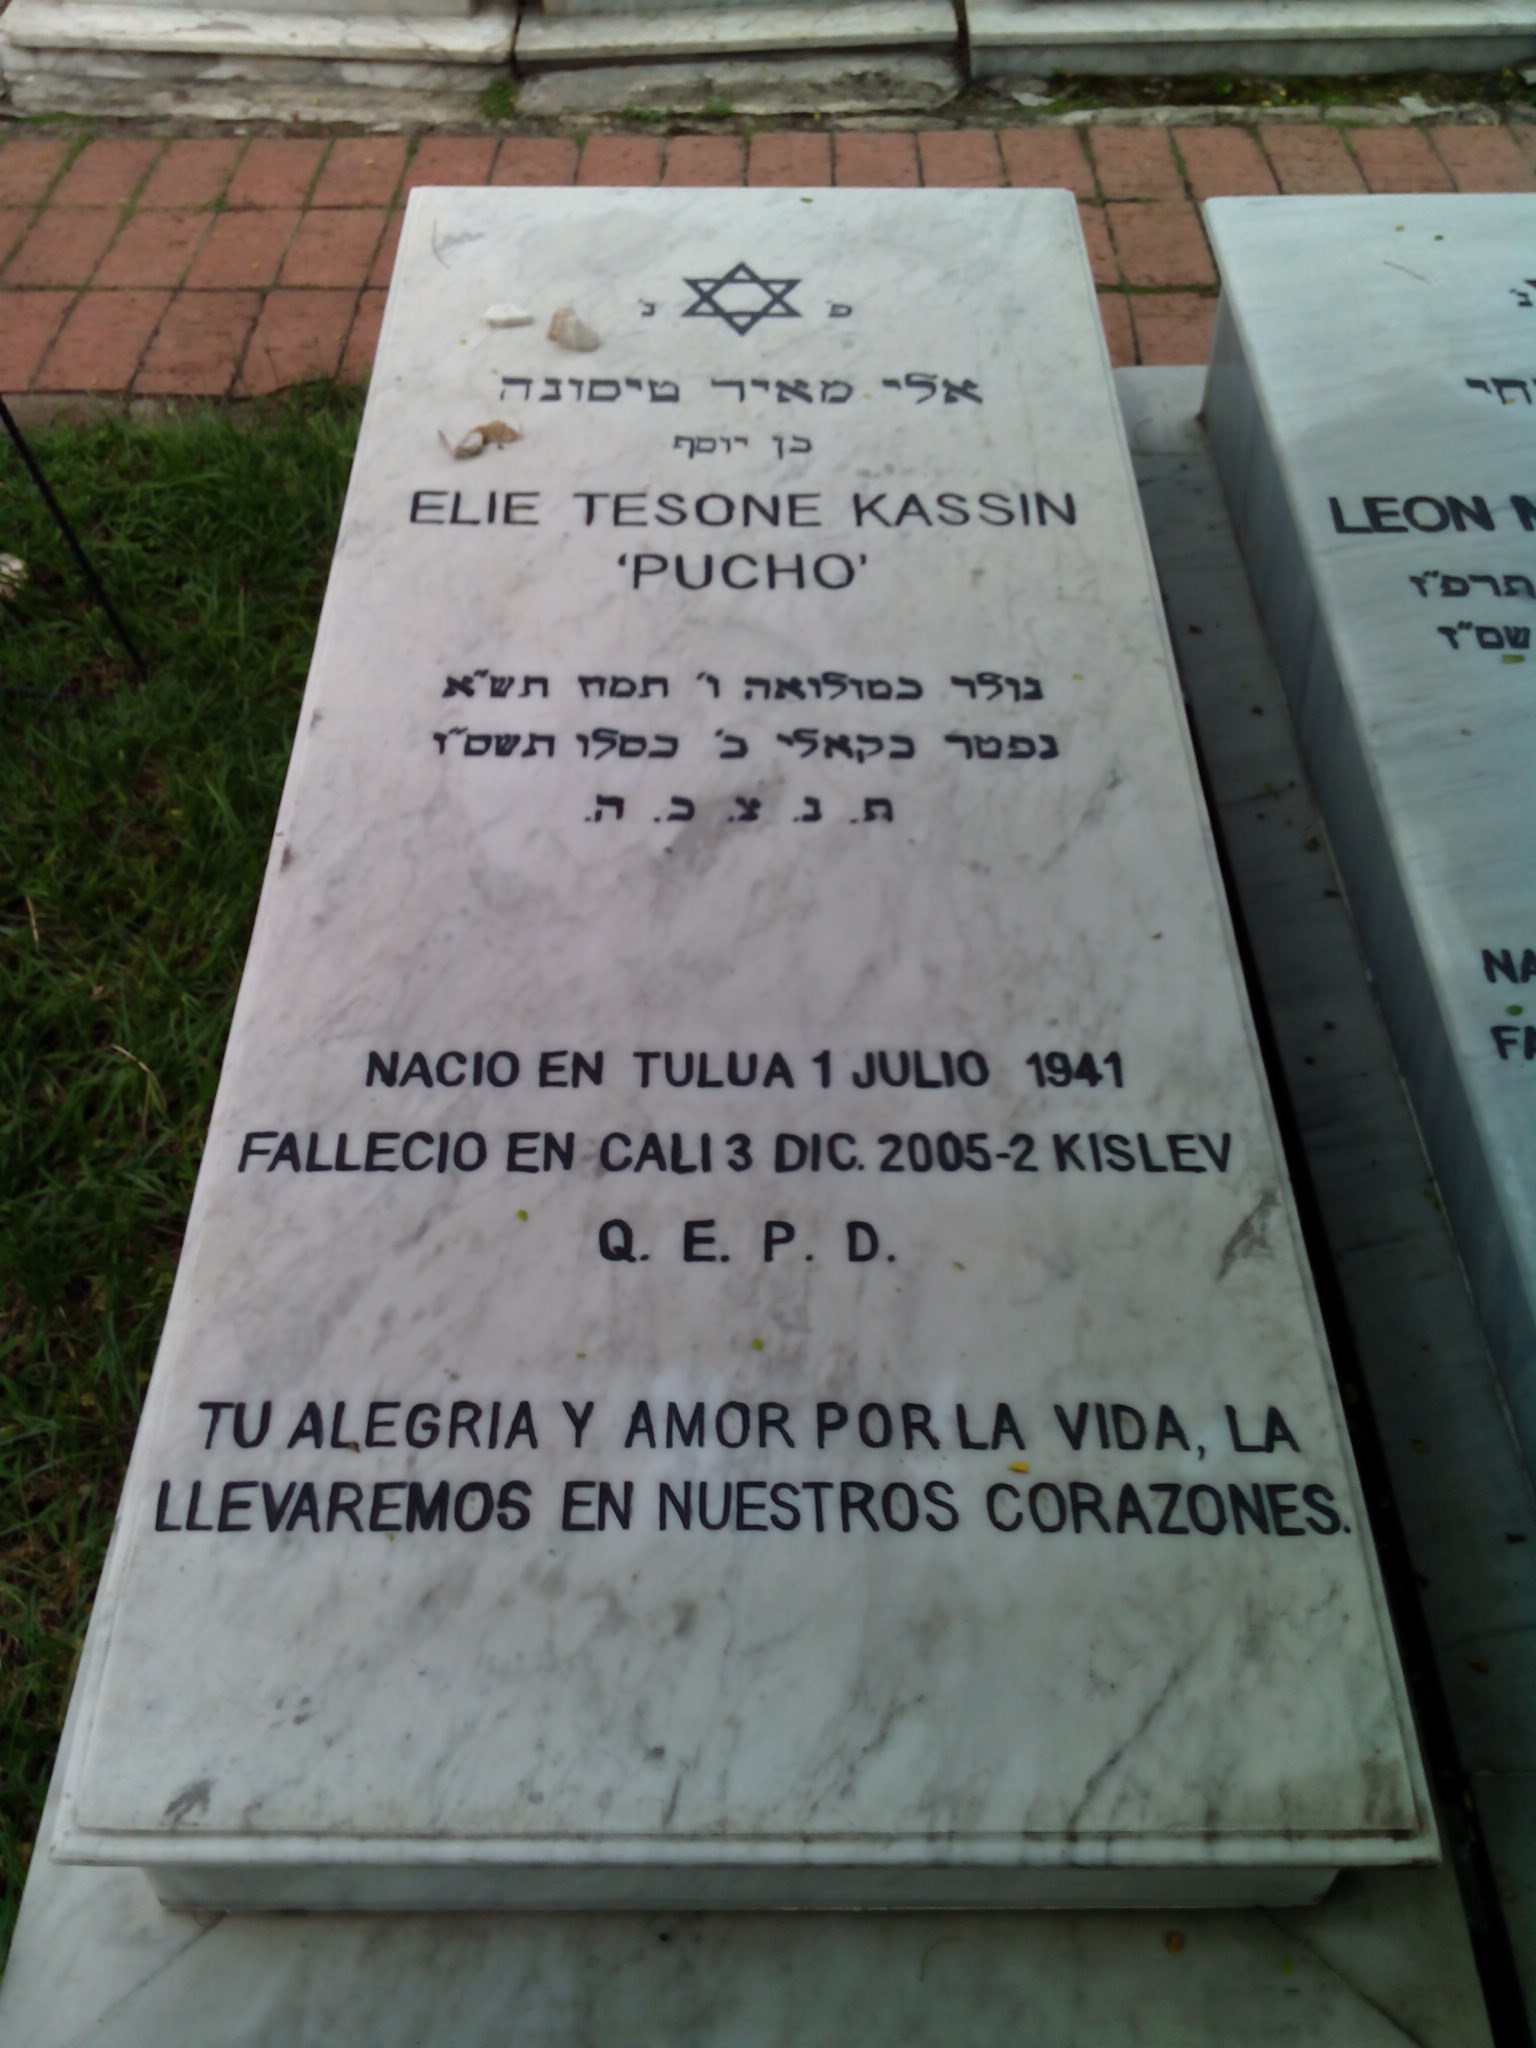 פ׳ נ׳
אלי מאיר טיסונה
בן יוסף
ELIE TESONE KASSIN
‘PUCHO’
נולד בטולואה ו׳ תמח תש״א
נפטר בקאלי ב׳ כסלו תשס״ו
ת. נ. צ. ב. ה.
NACIO EN TULUA 1 JULIO 1941
FALLECIO EN CALI 3 DIC. 2005-2 KISLEV
Q. E. P. D.
TU ALEGRIA Y AMOR POR LA VIDA, LA
LLEVAREMOS EN NUESTROS CORAZONES.
LEON
תרפ״ז